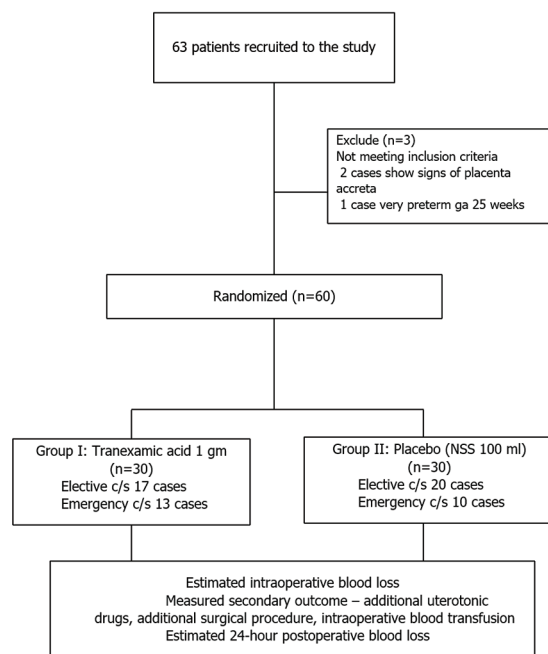 63 patients recruited to the study
Exclude (n=3)
Not meeting inclusion criteria
2 cases show signs of placenta
accreta
1 case very preterm ga 25 weeks
Randomized (n=60)
Group I: Tranexamic acid 1 gm
(n=30)
Elective c/s 17 cases
Emergency c/s 13 cases
Group II: Placebo (NSS 100 ml)
(n=30)
Elective c/s 20 cases
Emergency c/s 10 cases
Estimated intraoperative blood loss
Measured secondary outcome – additional uterotonic
drugs, additional surgical procedure, intraoperative blood transfusion
Estimated 24-hour postoperative blood loss